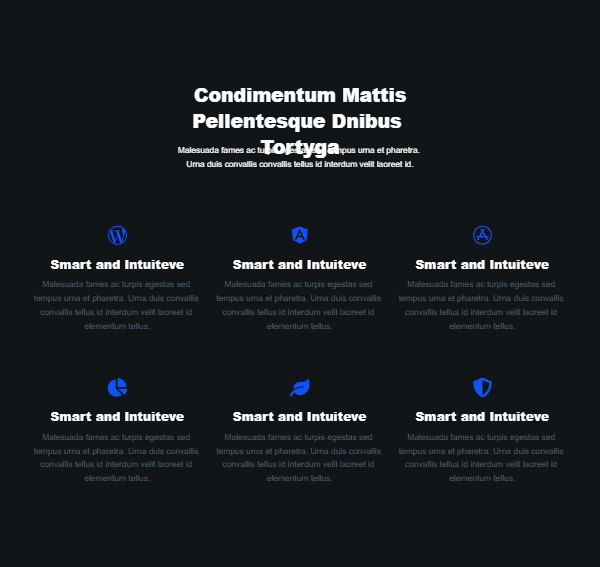 Condimentum Mattis
Pellentesque Dnibus
Tortyga
Malesuada fames ac turpis egestas sed tempus urna et pharetra.
Urna duis convallis convallis tellus id interdum velit laoreet id.
Smart and Intuiteve
Malesuada fames ac turpis egestas sed
tempus urna et pharetra. Urna duis convallis
convallis tellus id interdum velit laoreet id
elementum tellus.
Smart and Intuiteve
Malesuada fames ac turpis egestas sed
tempus urna et pharetra. Urna duis convallis
convallis tellus id interdum velit laoreet id
elementum tellus.
Smart and Intuiteve
Malesuada fames ac turpis egestas sed
tempus urna et pharetra. Urna duis convallis
convallis tellus id interdum velit laoreet id
elementum tellus.
Smart and Intuiteve
Malesuada fames ac turpis egestas sed
tempus urna et pharetra. Urna duis convallis
convallis tellus id interdum velit laoreet id
elementum tellus.
Smart and Intuiteve
Malesuada fames ac turpis egestas sed
tempus urna et pharetra. Urna duis convallis
convallis tellus id interdum velit laoreet id
elementum tellus.
Smart and Intuiteve
Malesuada fames ac turpis egestas sed
tempus urna et pharetra. Urna duis convallis
convallis tellus id interdum velit laoreet id
elementum tellus.